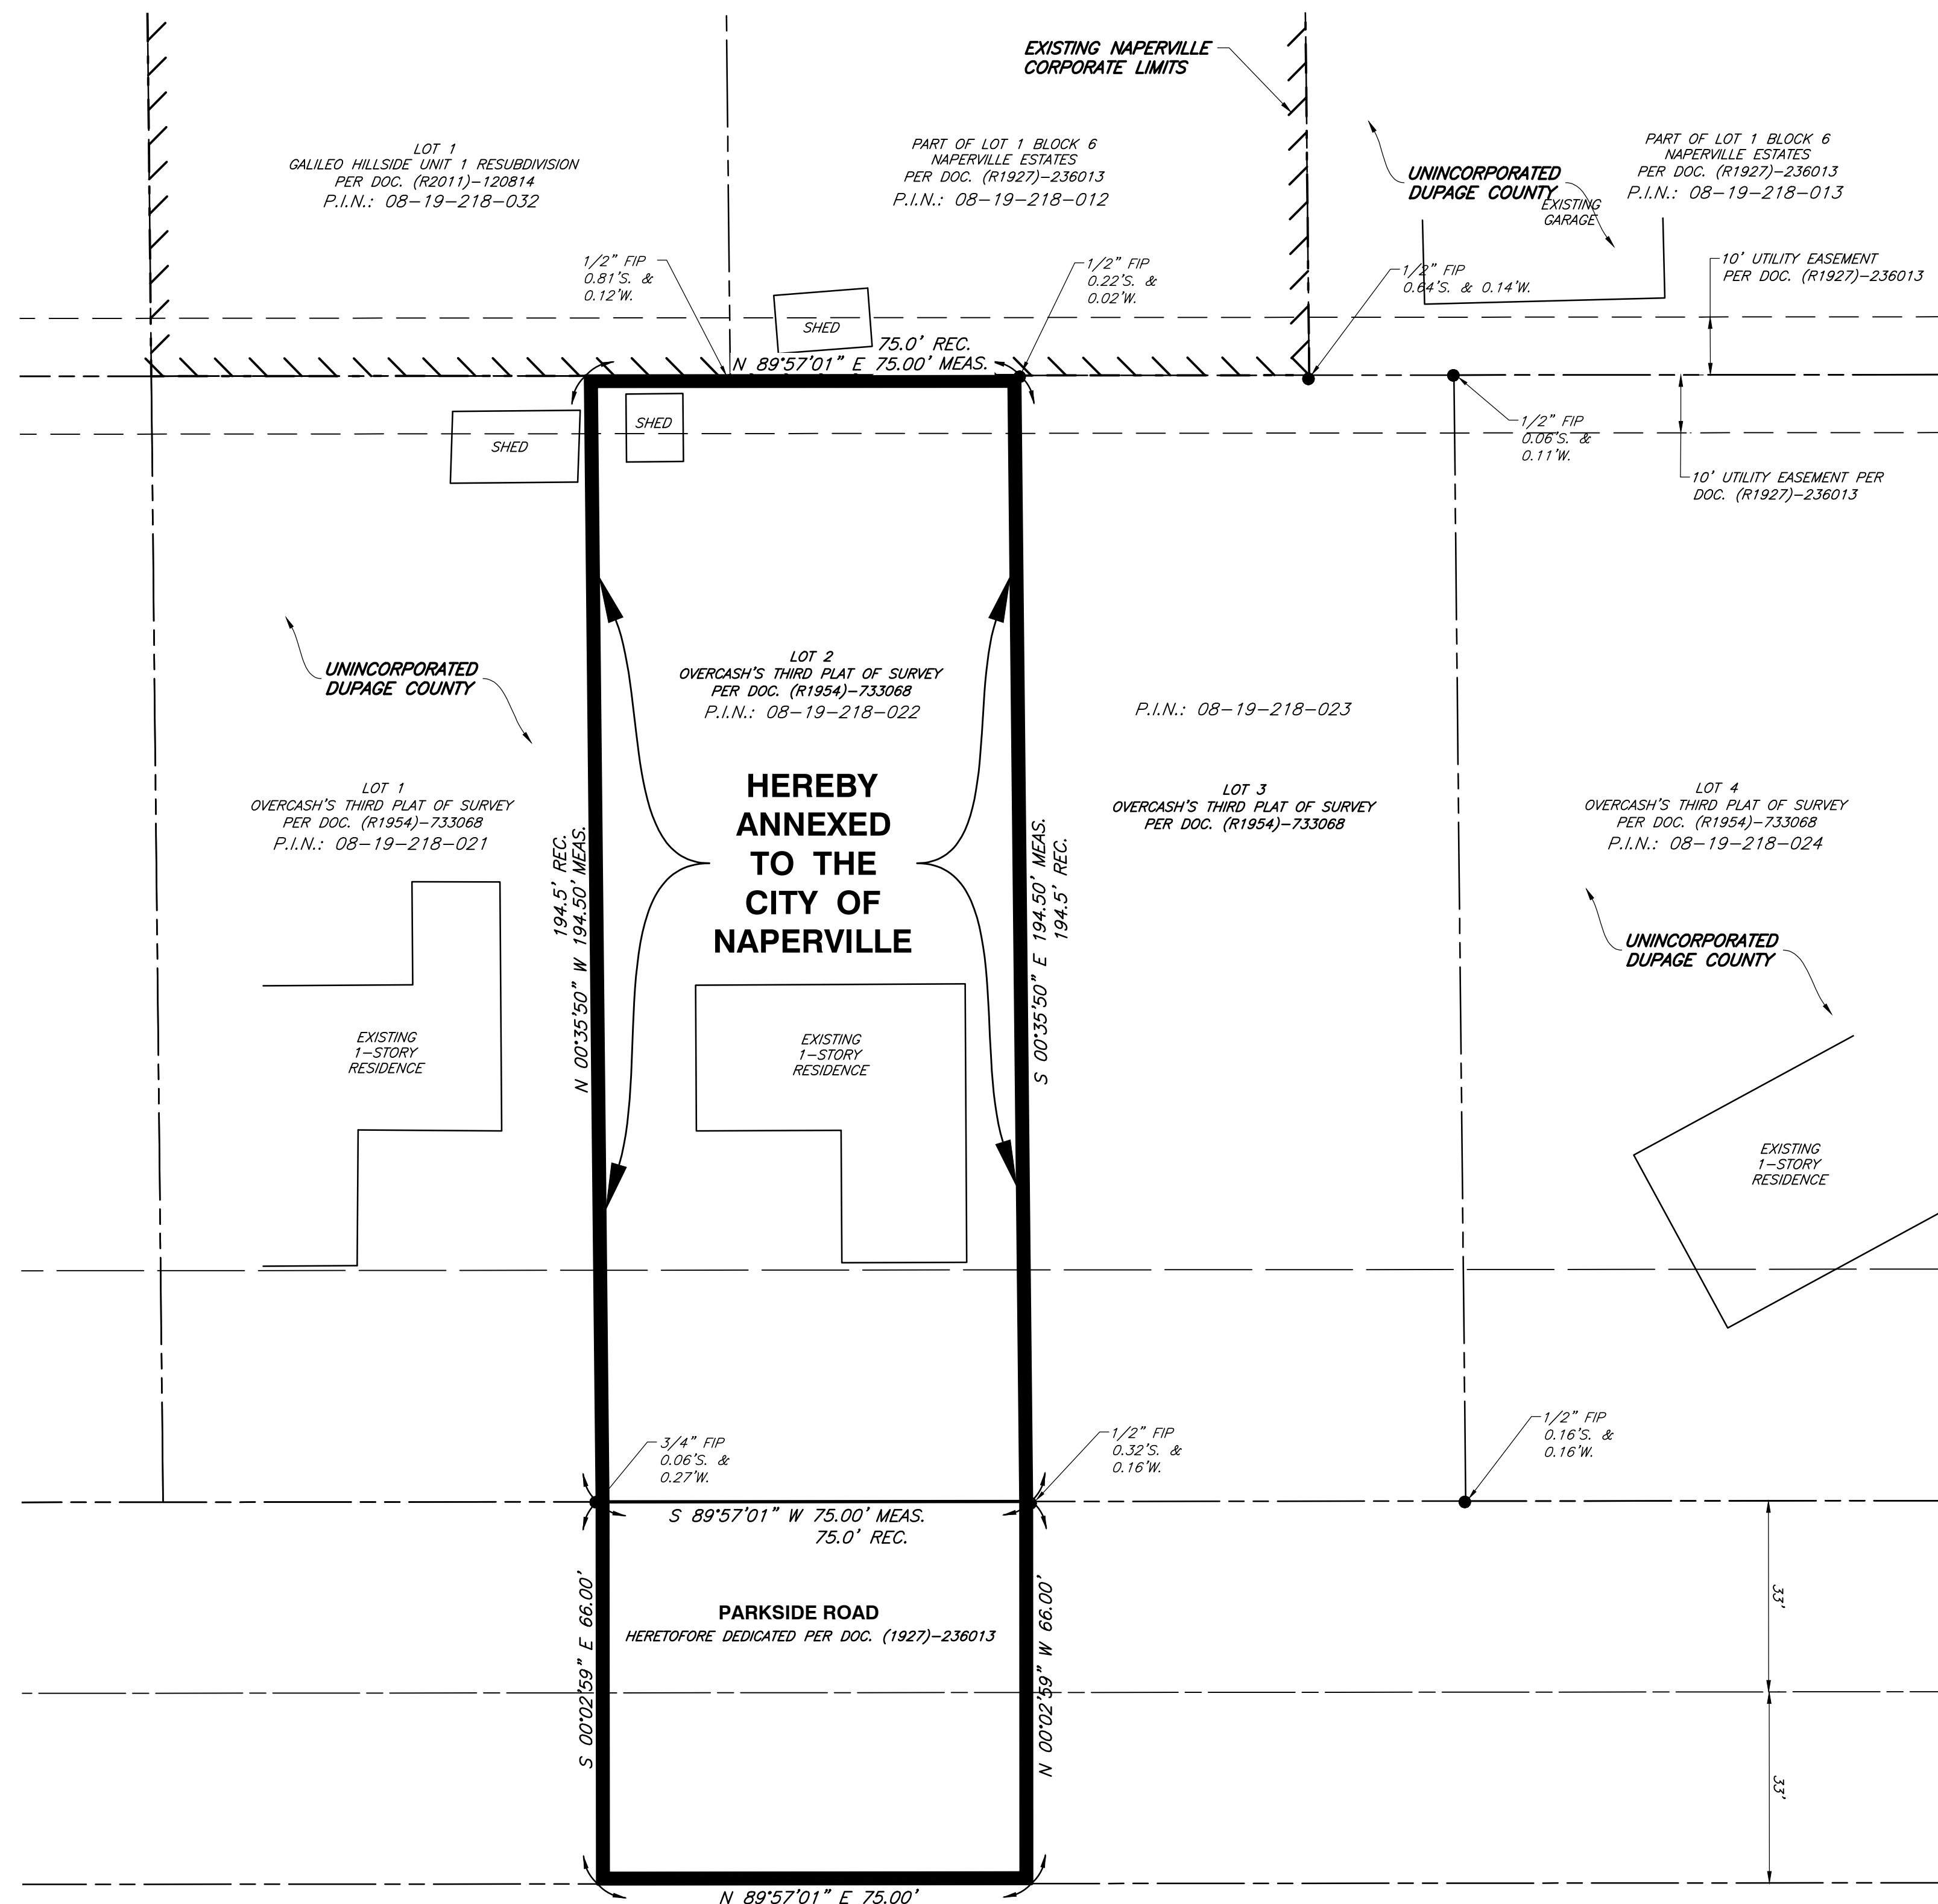 EXISTING NAPERVILLE
CORPORATE LIMITS
LOT 1
GALILEO HILLSIDE UNIT 1 RESUBDIVISION
PER DOC. (R2011)-120814
P.I.N.: 08-19-218-032
PART OF LOT 1 BLOCK 6
NAPERVILLE ESTATES
PER DOC. (R1927)-236013
P.I.N.: 08-19-218-012
UNINCORPORATED
DUPAGE COUNTY
PART OF LOT 1 BLOCK 6
NAPERVILLE ESTATES
PER DOC. (R1927)-236013
P.I.N.: 08-19-218-013
EXISTING
GARAGE
1/2" FIP
0.81'S. &
0.12'W.
1/2" FIP
0.22'S. &
0.02'W.
1/2" FIP
0.64'S. & 0.14'W.
10' UTILITY EASEMENT
PER DOC. (R1927)-236013
SHED
75.0' REC.
N 89°57'01" E 75.00' MEAS.
SHED
SHED
1/2" FIP
0.06'S. &
0.11'W.
10' UTILITY EASEMENT PER
DOC. (R1927)-236013
UNINCORPORATED
DUPAGE COUNTY
LOT 2
OVERCASH'S THIRD PLAT OF SURVEY
PER DOC. (R1954)-733068
P.I.N.: 08-19-218-022
P.I.N.: 08-19-218-023
LOT 1
OVERCASH'S THIRD PLAT OF SURVEY
PER DOC. (R1954)-733068
P.I.N.: 08-19-218-021
HEREBY
ANNEXED
TO THE
CITY OF
NAPERVILLE
LOT 3
OVERCASH'S THIRD PLAT OF SURVEY
PER DOC. (R1954)-733068
LOT 4
OVERCASH'S THIRD PLAT OF SURVEY
PER DOC. (R1954)-733068
P.I.N.: 08-19-218-024
194.5' REC.
N 00°35'50" W 194.50' MEAS.
S 00°35'50" E 194.50' MEAS.
194.5' REC.
UNINCORPORATED
DUPAGE COUNTY
EXISTING
1-STORY
RESIDENCE
EXISTING
1-STORY
RESIDENCE
EXISTING
1-STORY
RESIDENCE
3/4" FIP
0.06'S. &
0.27'W.
1/2" FIP
0.32'S. &
0.16'W.
1/2" FIP
0.16'S. &
0.16'W.
S 89°57'01" W 75.00' MEAS.
75.0' REC.
S 00°02'59" E 66.00'
PARKSIDE ROAD
HERETOFORE DEDICATED PER DOC. (1927)-236013
N 00°02'59" W 66.00'
33'
33'
N 89°57'01" E 75.00'